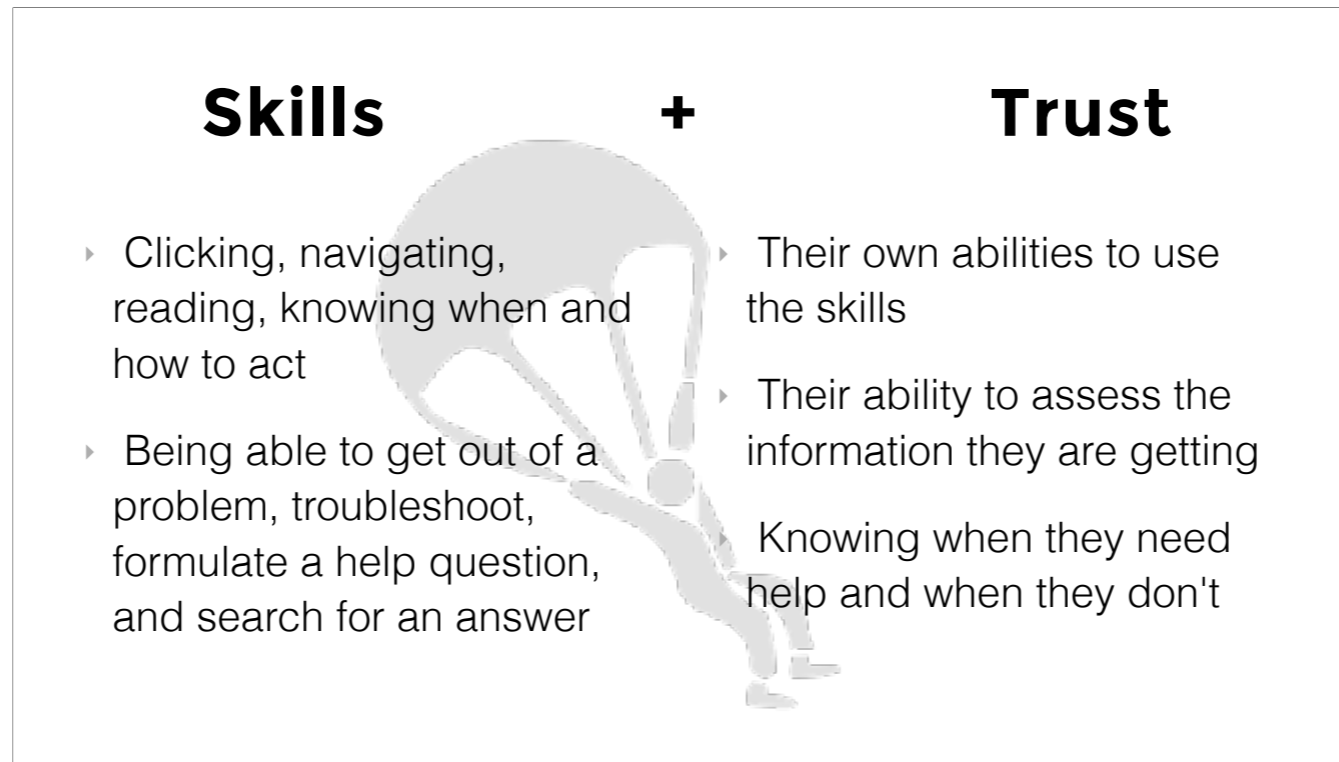 Skills + Trust
Clicking, navigating,
reading, knowing when and
how to act
Being able to get out of a
problem, troubleshoot,
formulate a help question,
and search for an answer
Their own abilities to use
the skills
Their ability to assess the
information they are getting
Knowing when they need
help and when they don't